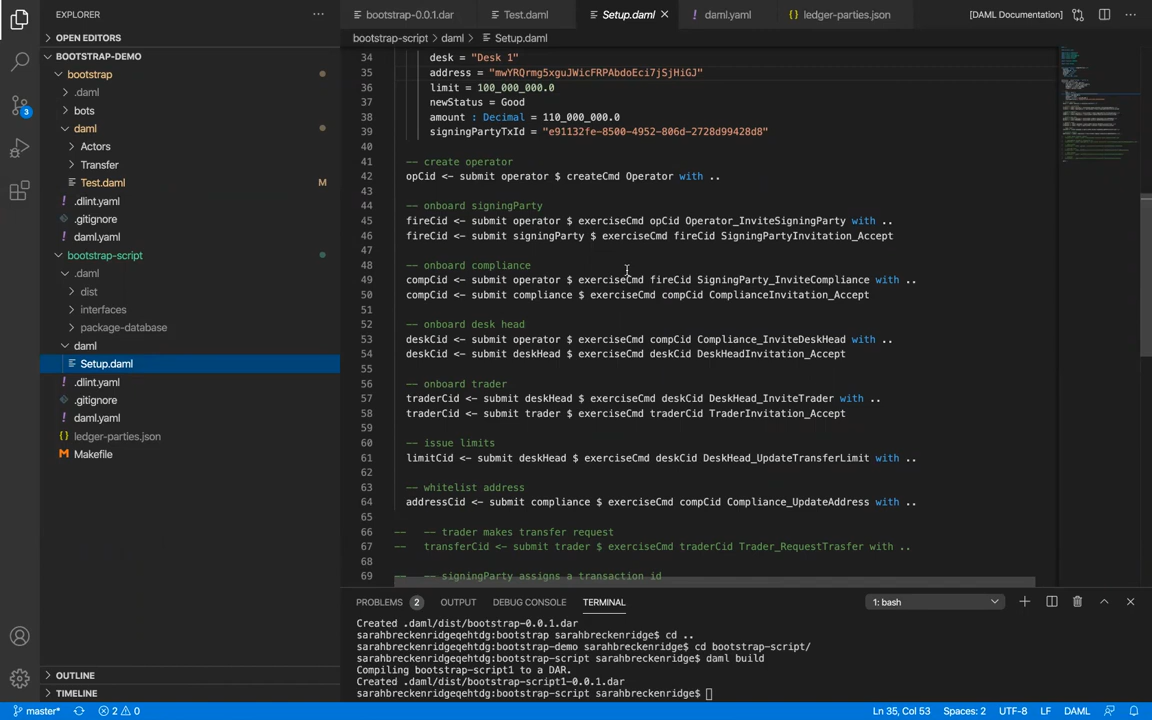 EXPLORER
OPEN EDITORS
BOOTSTRAP-DEMO
bootstrap
.daml
bots
daml
Actors
Transfer
Test.daml M
.dlint.yaml
.gitignore
daml.yaml
bootstrap-script
.daml
dist
interfaces
package-database
daml
Setup.daml
.dlint.yaml
.gitignore
daml.yaml
ledger-parties.json
Makefile
OUTLINE
TIMELINE
3
bootstrap-0.0.1.dar Test.daml Setup.daml daml.yaml ledger-parties.json [DAML Documentation]
bootstrap-script > daml > Setup.daml
34 desk = "Desk 1"
35 address = "mwYRQrmg5xguJWicFRPAbdoEci7jSjHiGJ"
36 limit = 100_000_000.0
37 newStatus = Good
38 amount : Decimal = 110_000_000.0
39 signingPartyTxId = "e91132fe-8500-4952-806d-2728d99428d8"
40
41 -- create operator
42 opCid <- submit operator $ createCmd Operator with ..
43
44 -- onboard signingParty
45 fireCid <- submit operator $ exerciseCmd opCid Operator_InviteSigningParty with ..
46 fireCid <- submit signingParty $ exerciseCmd fireCid SigningPartyInvitation_Accept
47
48 -- onboard compliance
49 compCid <- submit operator $ exerciseCmd fireCid SigningParty_InviteCompliance with ..
50 compCid <- submit compliance $ exerciseCmd compCid ComplianceInvitation_Accept
51
52 -- onboard desk head
53 deskCid <- submit operator $ exerciseCmd compCid Compliance_InviteDeskHead with ..
54 deskCid <- submit deskHead $ exerciseCmd deskCid DeskHeadInvitation_Accept
55
56 -- onboard trader
57 traderCid <- submit deskHead $ exerciseCmd deskCid DeskHead_InviteTrader with ..
58 traderCid <- submit trader $ exerciseCmd traderCid TraderInvitation_Accept
59
60 -- issue limits
61 limitCid <- submit deskHead $ exerciseCmd deskCid DeskHead_UpdateTransferLimit with ..
62
63 -- whitelist address
64 addressCid <- submit compliance $ exerciseCmd compCid Compliance_UpdateAddress with ..
65
66 -- -- trader makes transfer request
67 -- transferCid <- submit trader $ exerciseCmd traderCid Trader_RequestTrasfer with ..
68
69 -- -- signingParty assigns a transaction id
PROBLEMS 2 OUTPUT DEBUG CONSOLE TERMINAL 1: bash
Created .daml/dist/bootstrap-0.0.1.dar
sarahbreckenridgeqehtdg:bootstrap sarahbreckenridge$ cd ..
sarahbreckenridgeqehtdg:bootstrap-demo sarahbreckenridge$ cd bootstrap-script/
sarahbreckenridgeqehtdg:bootstrap-script sarahbreckenridge$ daml build
Compiling bootstrap-script1 to a DAR.
Created .daml/dist/bootstrap-script1-0.0.1.dar
sarahbreckenridgeqehtdg:bootstrap-script sarahbreckenridge$
master* 2 0 Ln 35, Col 53 Spaces: 2 UTF-8 LF DAML